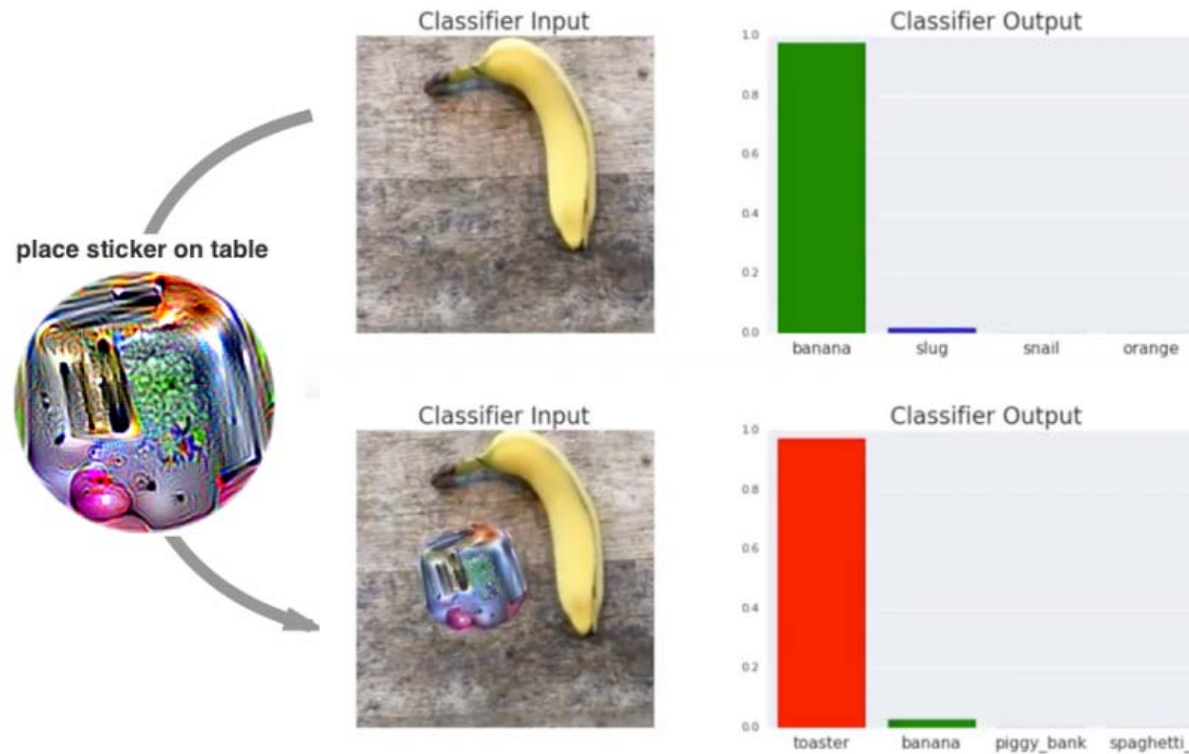 Classifier Input
Classifier Output
1.0
0.8
0.6
0.4
0.2
0.0
banana slug snail orange
place sticker on table
Classifier Input
Classifier Output
1.0
0.8
0.6
0.4
0.2
0.0
toaster banana piggy_bank spaghetti_